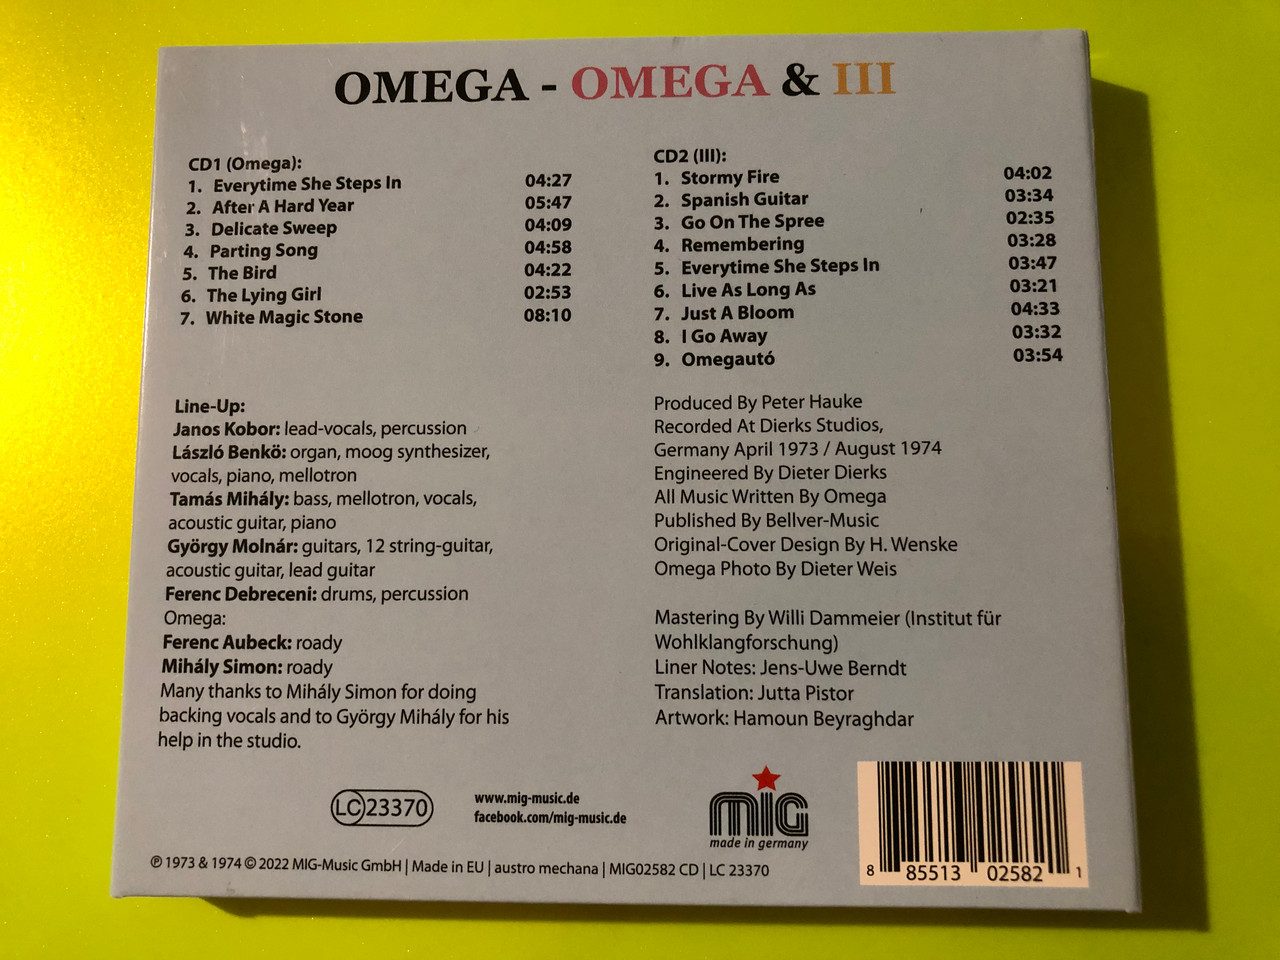 OMEGA - OMEGA & III
CD1 (Omega):
1. Everytime She Steps In 04:27
2. After A Hard Year 05:47
3. Delicate Sweep 04:09
4. Parting Song 04:58
5. The Bird 04:22
6. The Lying Girl 02:53
7. White Magic Stone 08:10
CD2 (III):
1. Stormy Fire 04:02
2. Spanish Guitar 03:34
3. Go On The Spree 02:35
4. Remembering 03:28
5. Everytime She Steps In 03:47
6. Live As Long As 03:21
7. Just A Bloom 04:33
8. I Go Away 03:32
9. Omegautó 03:54
Line-Up:
Janos Kobor: lead-vocals, percussion
László Benkö: organ, moog synthesizer,
vocals, piano, mellotron
Tamás Mihály: bass, mellotron, vocals,
acoustic guitar, piano
György Molnár: guitars, 12 string-guitar,
acoustic guitar, lead guitar
Ferenc Debreceni: drums, percussion
Omega:
Ferenc Aubeck: roady
Mihály Simon: roady
Many thanks to Mihály Simon for doing
backing vocals and to György Mihály for his
help in the studio.
Produced By Peter Hauke
Recorded At Dierks Studios,
Germany April 1973 / August 1974
Engineered By Dieter Dierks
All Music Written By Omega
Published By Bellver-Music
Original-Cover Design By H. Wenske
Omega Photo By Dieter Weis
Mastering By Willi Dammeier (Institut für
Wohlklangforschung)
Liner Notes: Jens-Uwe Berndt
Translation: Jutta Pistor
Artwork: Hamoun Beyraghdar
LC 23370
www.mig-music.de
facebook.com/mig-music.de
MIG
made in germany
℗ 1973 & 1974 © 2022 MIG-Music GmbH | Made in EU | austro mechana | MIG02582 CD | LC 23370
8 85513 02582 1